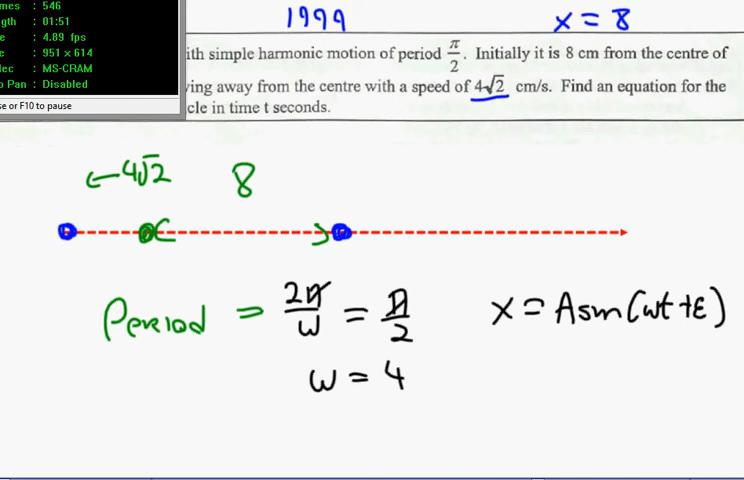 mes : 546
ngth : 01:51
e : 4.89 fps
e : 951 x 614
dec : MS-CRAM
o Pan : Disabled
se or F10 to pause
1999
x = 8
ith simple harmonic motion of period π/2. Initially it is 8 cm from the centre of
ving away from the centre with a speed of 4√2 cm/s. Find an equation for the
cle in time t seconds.
←4√2 8
Period = 2π/ω = π/2
x = Asin(ωt + ε)
ω = 4